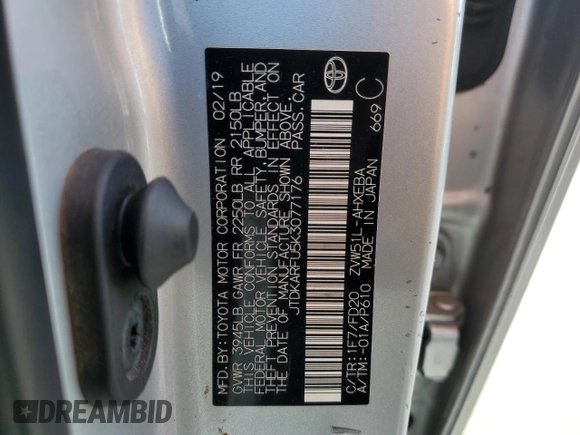 MFD.BY:TOYOTA MOTOR CORPORATION 02/19
GVWR 3945LB GAWR FR 2250LB RR 2150LB
THIS VEHICLE CONFORMS TO ALL APPLICABLE
FEDERAL MOTOR VEHICLE SAFETY, BUMPER, AND
THEFT PREVENTION STANDARDS IN EFFECT ON
THE DATE OF MANUFACTURE SHOWN ABOVE.
JTDKARFU5K3077176 PASS.CAR
C/TR:1F7/FD20 ZVW51L-AHXEBA
A/TM:-01A/P610 MADE IN JAPAN 669 C
DREAMBID